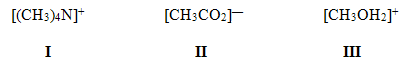 [(CH3)4N]⁺ [CH3CO2]⁻ [CH3OH2]⁺
I II III